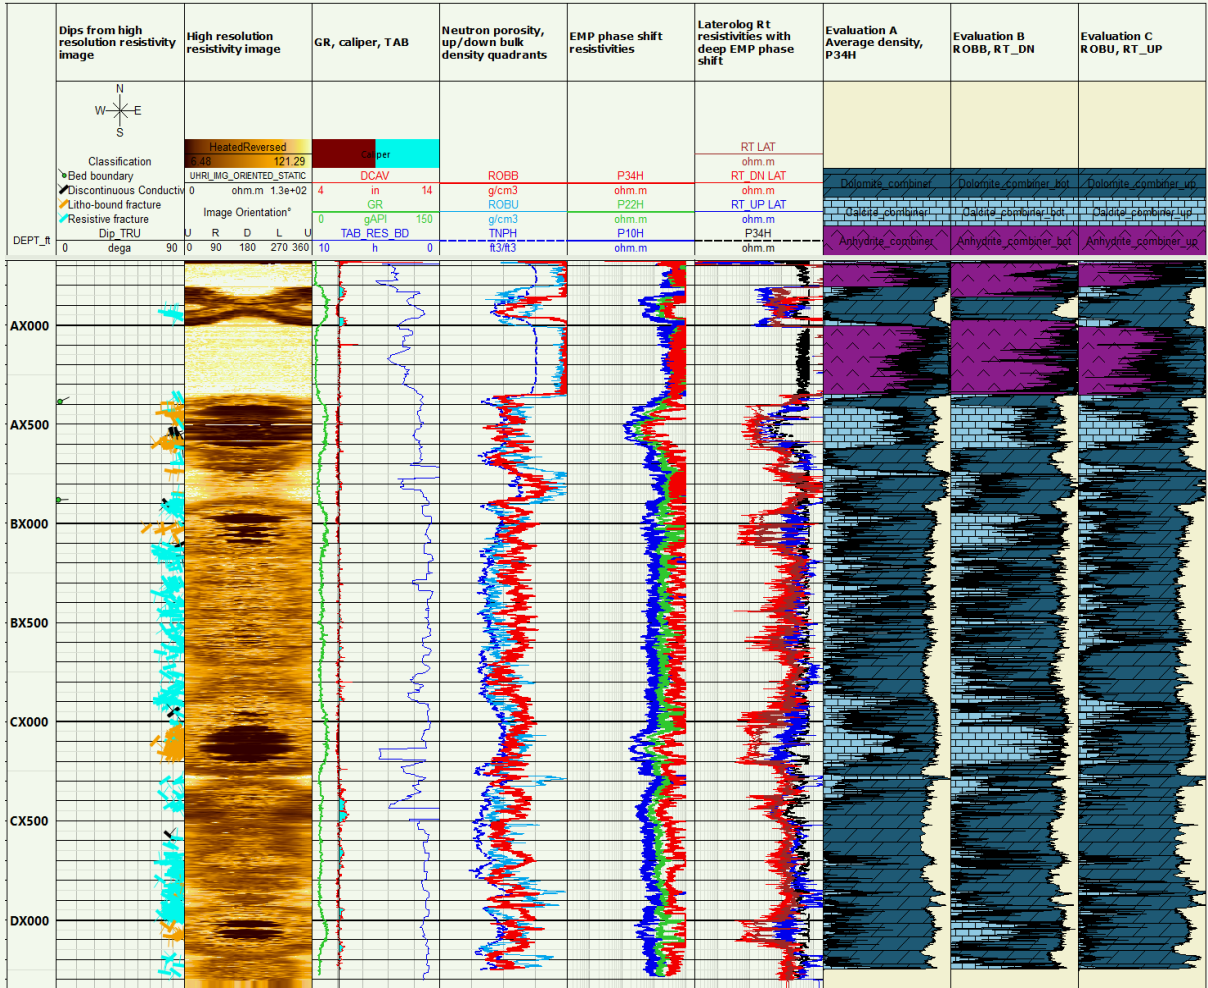 Dips from high
resolution resistivity
image
High resolution
resistivity image
GR, caliper, TAB
Neutron porosity,
up/down bulk
density quadrants
EMP phase shift
resistivities
Laterolog Rt
resistivities with
deep EMP phase
shift
Evaluation A
Average density,
P34H
Evaluation B
ROBB, RT_DN
Evaluation C
ROBU, RT_UP
N
W E
S
Classification
Bed boundary
Discontinuous Conductiv
Litho-bound fracture
Resistive fracture
Dip_TRU
0 dega 90
HeatedReversed
6.48 121.29
UHRI_IMG_ORIENTED_STATIC
0 ohm.m 1.3e+02
Image Orientation°
U R D L U
0 90 180 270 360
Caliper
DCAV
4 in 14
GR
0 gAPI 150
TAB_RES_BD
10 h 0
ROBB
g/cm3
ROBU
g/cm3
TNPH
ft3/ft3
P34H
ohm.m
P22H
ohm.m
P10H
ohm.m
RT LAT
ohm.m
RT_DN LAT
ohm.m
RT_UP LAT
ohm.m
P34H
ohm.m
Dolomite_combiner
Calcite_combiner
Anhydrite_combiner
Dolomite_combiner_bot
Calcite_combiner_bot
Anhydrite_combiner_bot
Dolomite_combiner_up
Calcite_combiner_up
Anhydrite_combiner_up
DEPT_ft
AX000
AX500
BX000
BX500
CX000
CX500
DX000